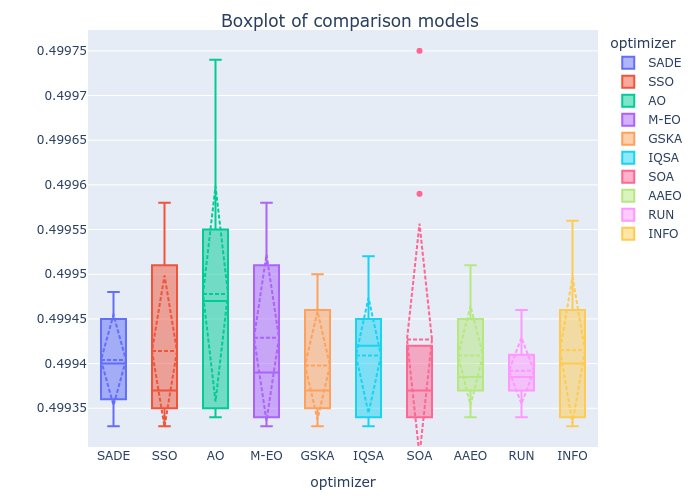 Boxplot of comparison models
optimizer
SADE
SSO
AO
M-EO
GSKA
IQSA
SOA
AAEO
RUN
INFO
0.49975
0.4997
0.49965
0.4996
0.49955
0.4995
0.49945
0.4994
0.49935
SADE SSO AO M-EO GSKA IQSA SOA AAEO RUN INFO
optimizer